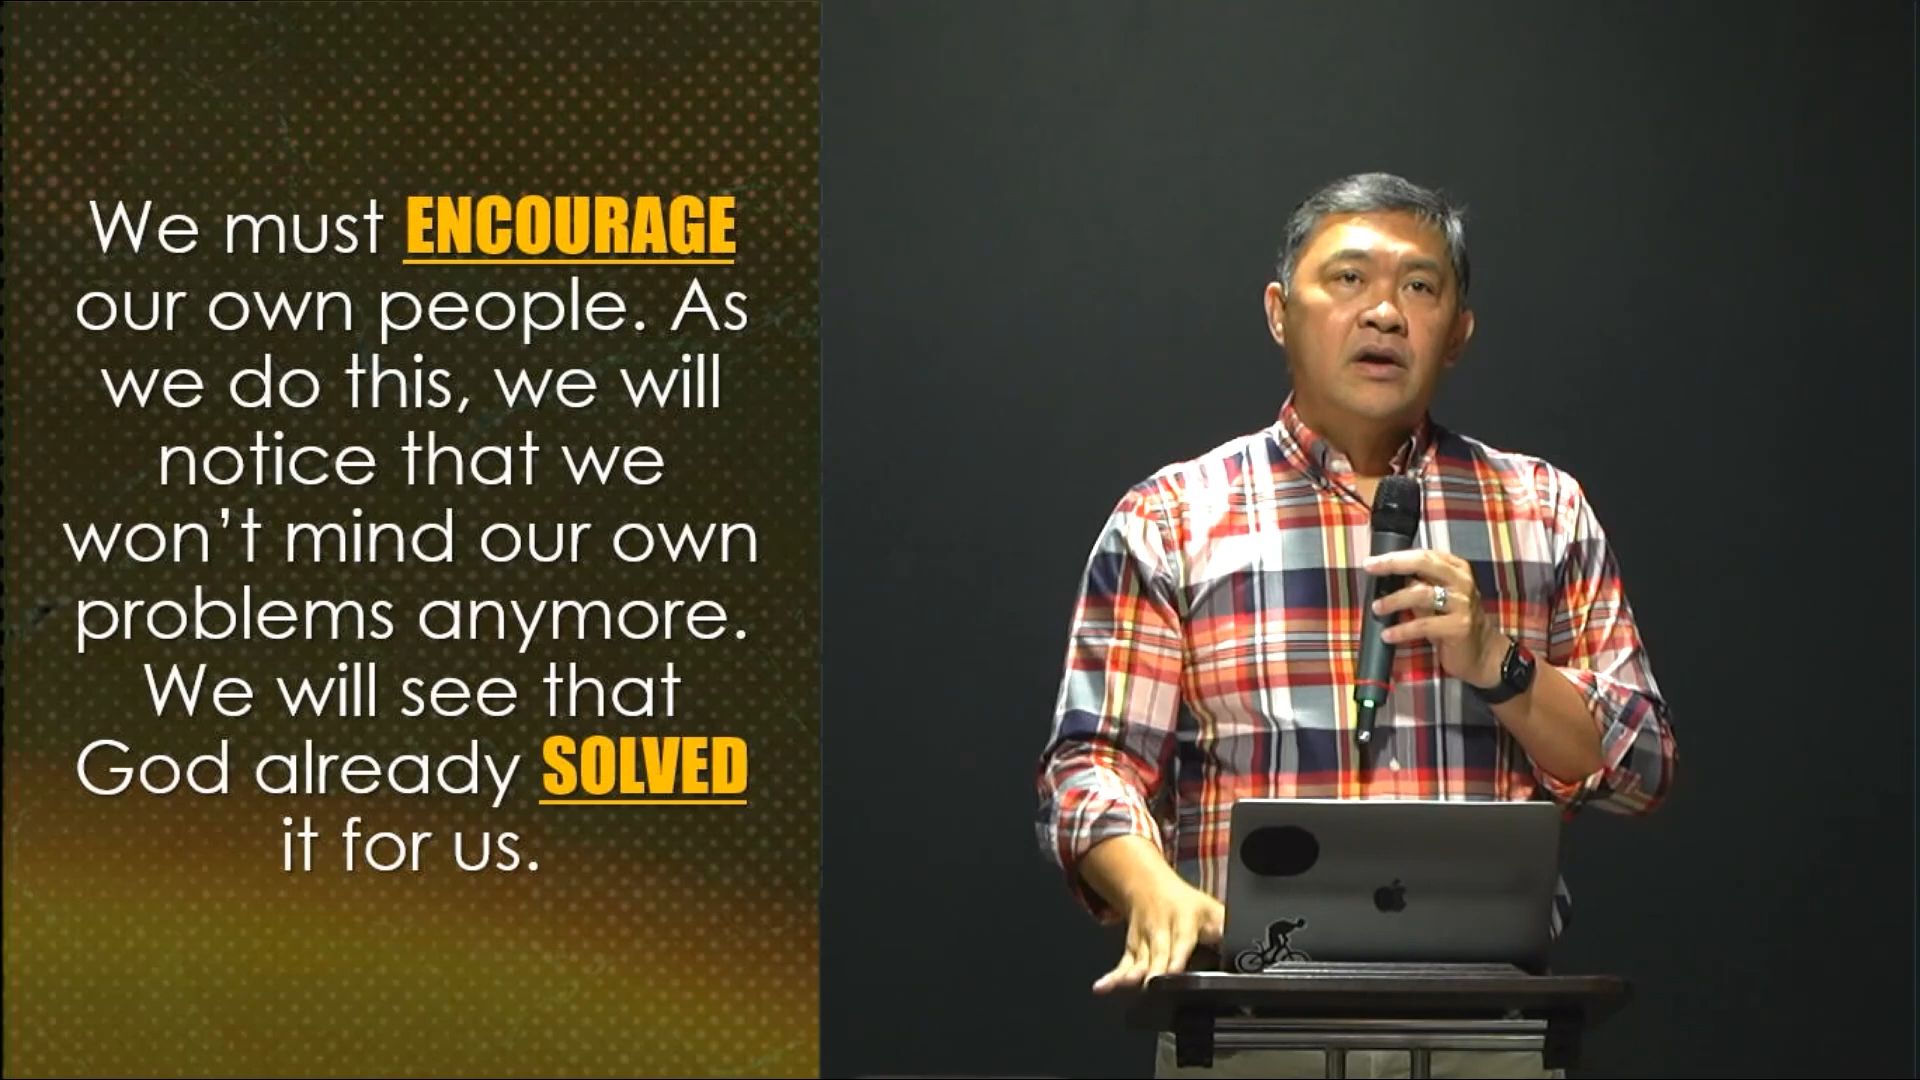 We must ENCOURAGE
our own people. As
we do this, we will
notice that we
won’t mind our own
problems anymore.
We will see that
God already SOLVED
it for us.